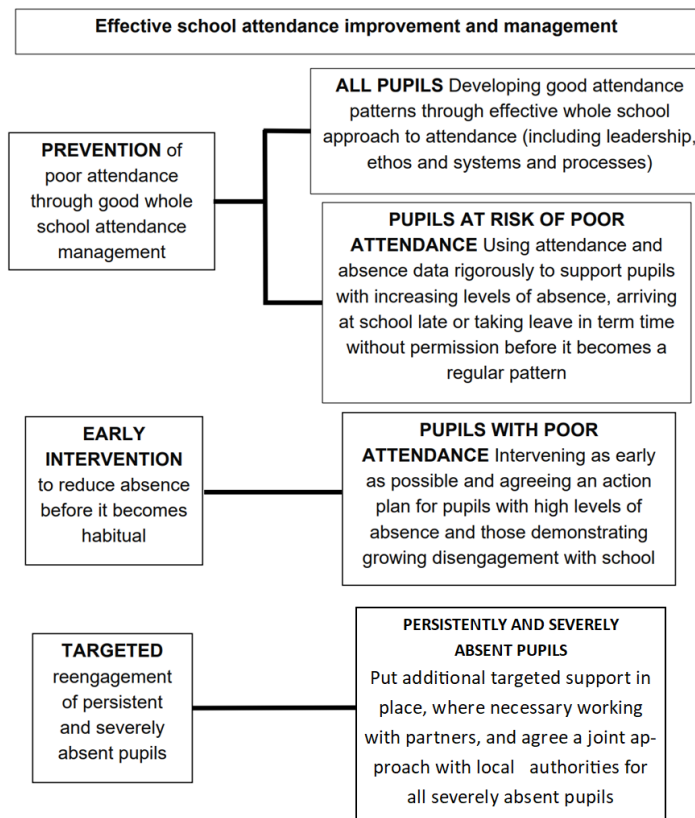 Effective school attendance improvement and management
PREVENTION of
poor attendance
through good whole
school attendance
management
ALL PUPILS Developing good attendance
patterns through effective whole school
approach to attendance (including leadership,
ethos and systems and processes)
PUPILS AT RISK OF POOR
ATTENDANCE Using attendance and
absence data rigorously to support pupils
with increasing levels of absence, arriving
at school late or taking leave in term time
without permission before it becomes a
regular pattern
EARLY
INTERVENTION
to reduce absence
before it becomes
habitual
PUPILS WITH POOR
ATTENDANCE Intervening as early
as possible and agreeing an action
plan for pupils with high levels of
absence and those demonstrating
growing disengagement with school
TARGETED
reengagement
of persistent
and severely
absent pupils
PERSISTENTLY AND SEVERELY
ABSENT PUPILS
Put additional targeted support in
place, where necessary working
with partners, and agree a joint ap-
proach with local authorities for
all severely absent pupils